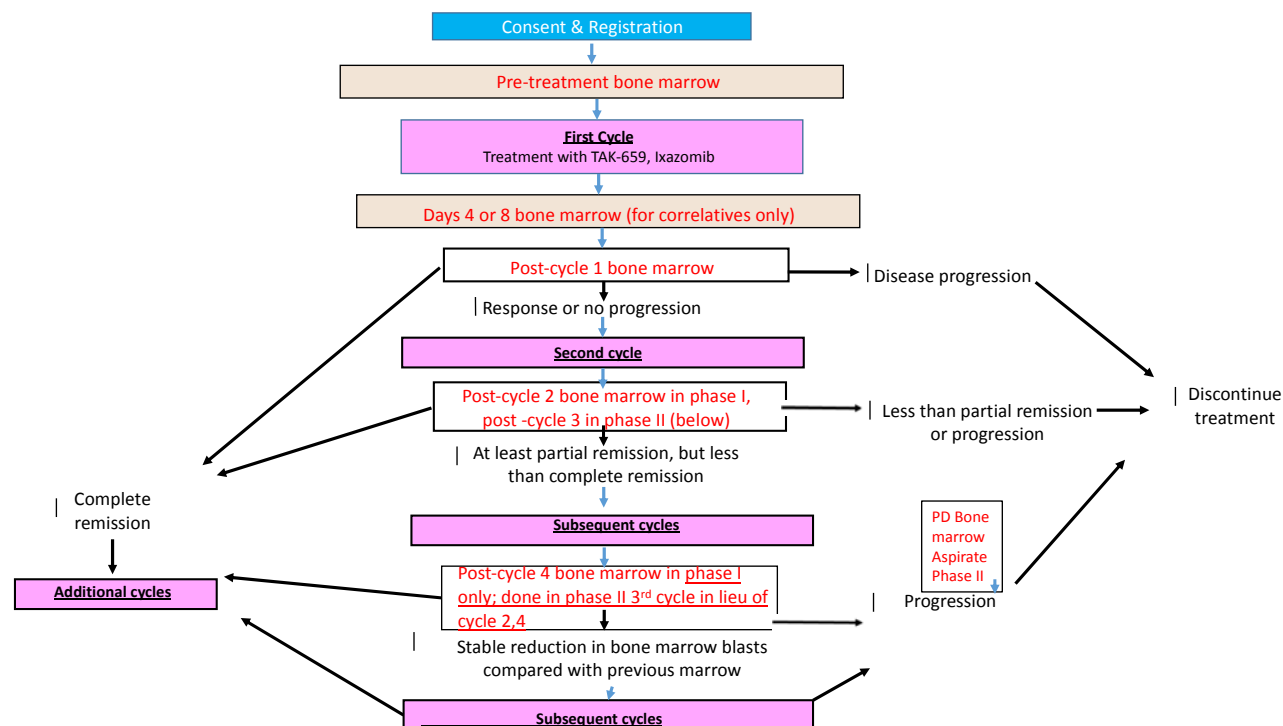 Consent & Registration
Pre-treatment bone marrow
First Cycle
Treatment with TAK-659, Ixazomib
Days 4 or 8 bone marrow (for correlatives only)
Post-cycle 1 bone marrow
Disease progression
Response or no progression
Second cycle
Post-cycle 2 bone marrow in phase I,
post -cycle 3 in phase II (below)
Less than partial remission
or progression
Discontinue
treatment
At least partial remission, but less
than complete remission
Complete
remission
Subsequent cycles
PD Bone
marrow
Aspirate
Phase II
Additional cycles
Post-cycle 4 bone marrow in phase I
only; done in phase II 3rd cycle in lieu of
cycle 2,4
Progression
Stable reduction in bone marrow blasts
compared with previous marrow
Subsequent cycles